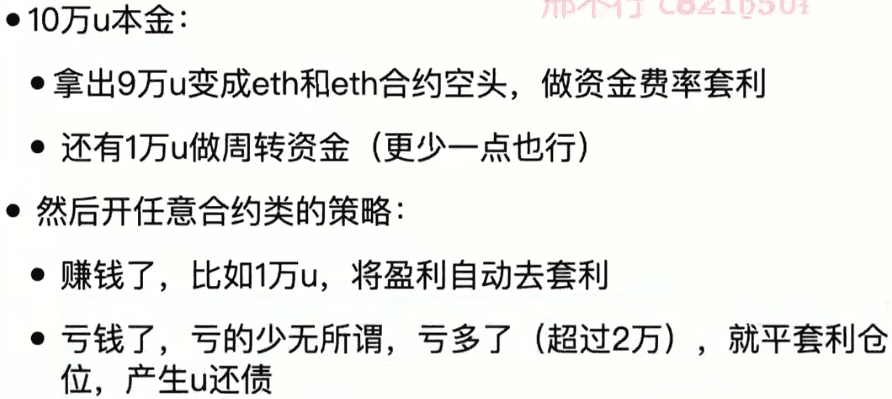 • 10万u本金：
• 拿出9万u变成eth和eth合约空头，做资金费率套利
• 还有1万u做周转资金（更少一点也行）
• 然后开任意合约类的策略：
• 赚钱了，比如1万u，将盈利自动去套利
• 亏钱了，亏的少无所谓，亏多了（超过2万），就平套利仓
位，产生u还债